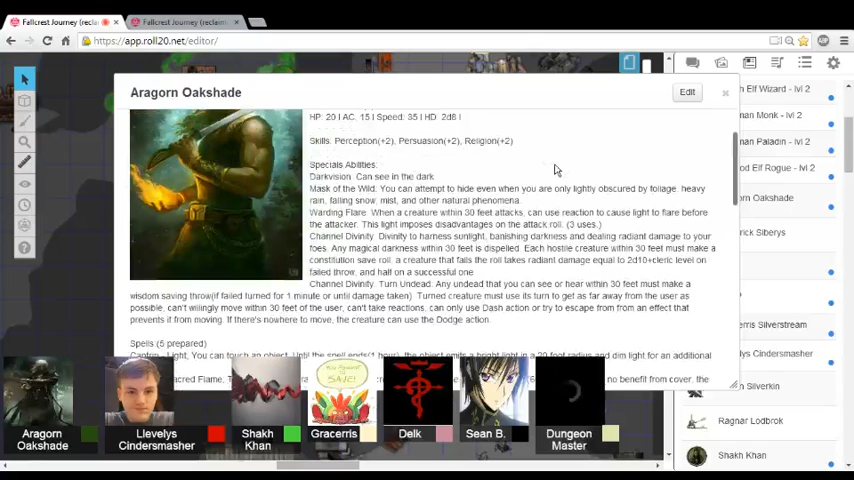 Fallcrest Journey (reclaim
Fallcrest Journey (reclaim
https://app.roll20.net/editor/
Aragorn Oakshade
Edit
HP: 20 | AC: 15 | Speed: 35 | HD: 2d8 |
Skills: Perception(+2), Persuasion(+2), Religion(+2)
Specials Abilities:
Darkvision: Can see in the dark.
Mask of the Wild: You can attempt to hide even when you are only lightly obscured by foliage, heavy
rain, falling snow, mist, and other natural phenomena.
Warding Flare: When a creature within 30 feet attacks, can use reaction to cause light to flare before
the attacker. This light imposes disadvantages on the attack roll. (3 uses.)
Channel Divinity: Divinity to harness sunlight, banishing darkness and dealing radiant damage to your
foes. Any magical darkness within 30 feet is dispelled. Each hostile creature within 30 feet must make a
constitution save roll, a creature that fails the roll takes radiant damage equal to 2d10+cleric level on
failed throw, and half on a successful one
Channel Divinity: Turn Undead: Any undead that you can see or hear within 30 feet must make a
wisdom saving throw(if failed turned for 1 minute or until damage taken). Turned creature must use its turn to get as far away from the user as
possible, can't willingly move within 30 feet of the user, can't take reactions, can only use Dash action or try to escape from from an effect that
prevents it from moving. If there's nowhere to move, the creature can use the Dodge action.
Spells (5 prepared)
Cantrip - Light, You can touch an object. Until the spell ends(1 hour), the object emits a bright light in a 20 foot radius and dim light for an additional
acred Flame,
no benefit from cover, the
n Elf Wizard - lvl 2
man Monk - lvl 2
man Paladin - lvl 2
od Elf Rogue - lvl 2
orn Oakshade
k Siberys
erris Silverstream
elys Cindersmasher
n Silverkin
Ragnar Lodbrok
Shakh Khan
Aragorn
Oakshade
Llevelys
Cindersmasher
Shakh
Khan
SAVE!
Gracerris
Delk
Sean B.
Dungeon
Master